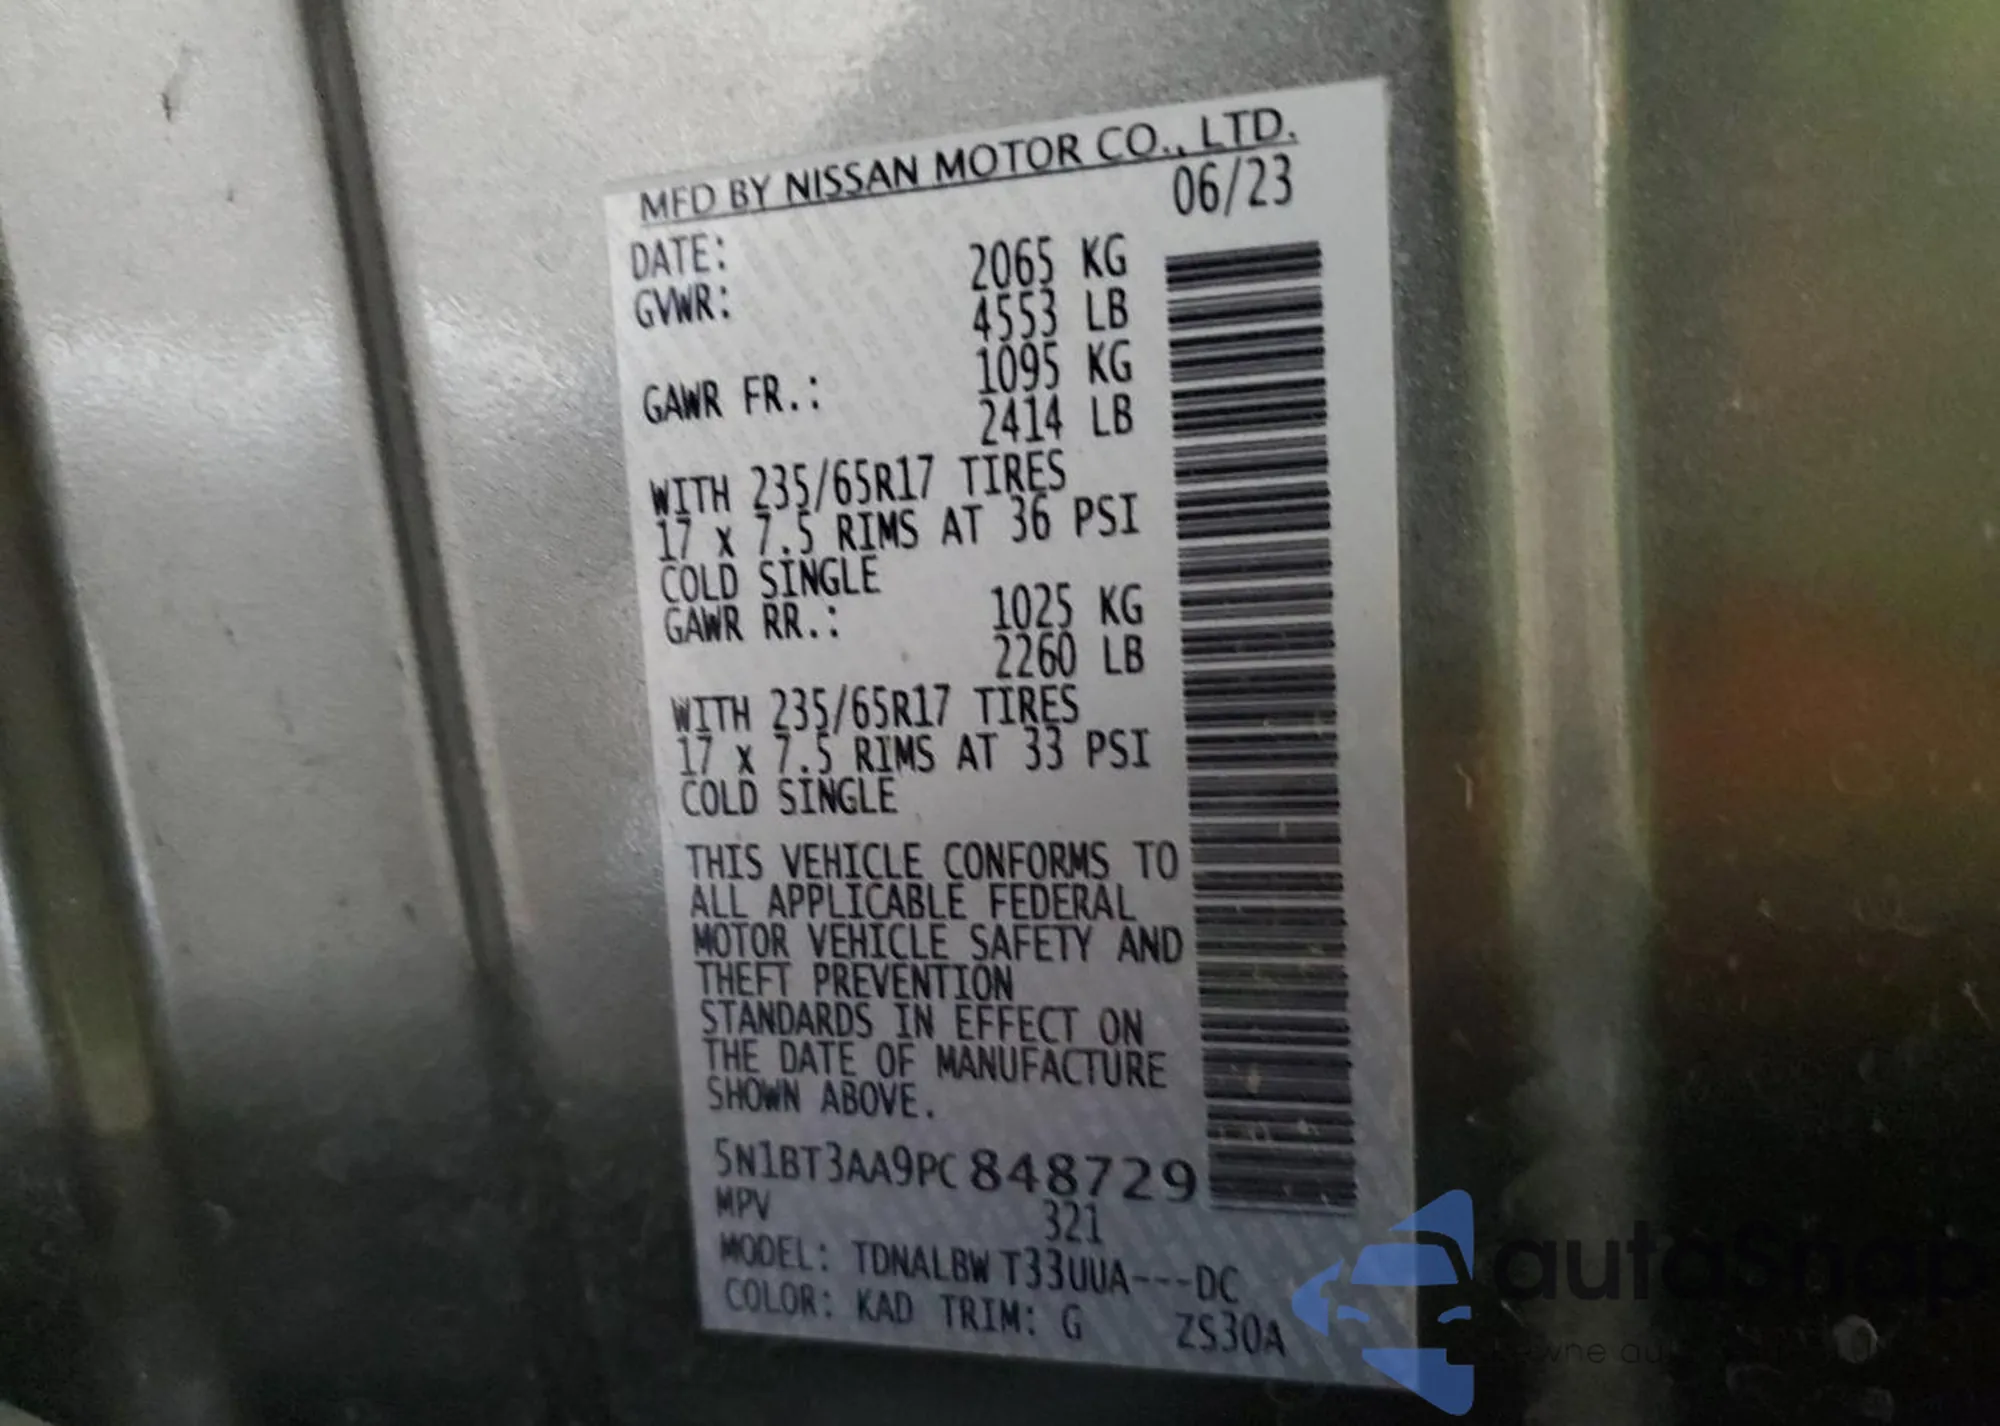 MFD BY NISSAN MOTOR CO., LTD.
DATE: 06/23
GVWR: 2065 KG
4553 LB
GAWR FR.: 1095 KG
2414 LB
WITH 235/65R17 TIRES
17 x 7.5 RIMS AT 36 PSI
COLD SINGLE
GAWR RR.: 1025 KG
2260 LB
WITH 235/65R17 TIRES
17 x 7.5 RIMS AT 33 PSI
COLD SINGLE
THIS VEHICLE CONFORMS TO
ALL APPLICABLE FEDERAL
MOTOR VEHICLE SAFETY AND
THEFT PREVENTION
STANDARDS IN EFFECT ON
THE DATE OF MANUFACTURE
SHOWN ABOVE.
5N1BT3AA9PC848729
MPV 321
MODEL: TDNALBW T33UUA---DC
COLOR: KAD TRIM: G ZS30A
autaSnap